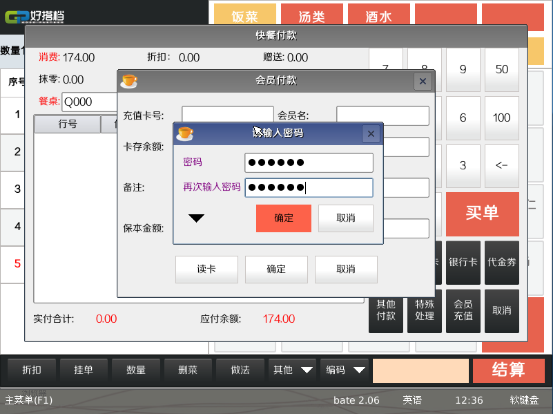 好搭档
饭菜 汤类 酒水
快餐付款
数量
消费: 174.00 折扣: 0.00 赠送: 0.00
抹零: 0.00
餐桌: Q000
序号
行号
会员付款
充值卡号: 会员名:
卡存余额:
备注:
保本金额:
请输入密码
密码 ●●●●●●
再次输入密码 ●●●●●●
确定 取消
读卡 确定 取消
7 8 9 50
6 100
3 <-
买单
银行卡 代金券
其他付款 特殊处理 会员充值 取消
1
2
3
4
5
实付合计: 0.00 应付余额: 174.00
折扣 挂单 数量 删菜 做法 其他 编码 结算
主菜单(F1) bate 2.06 英语 12:36 软键盘